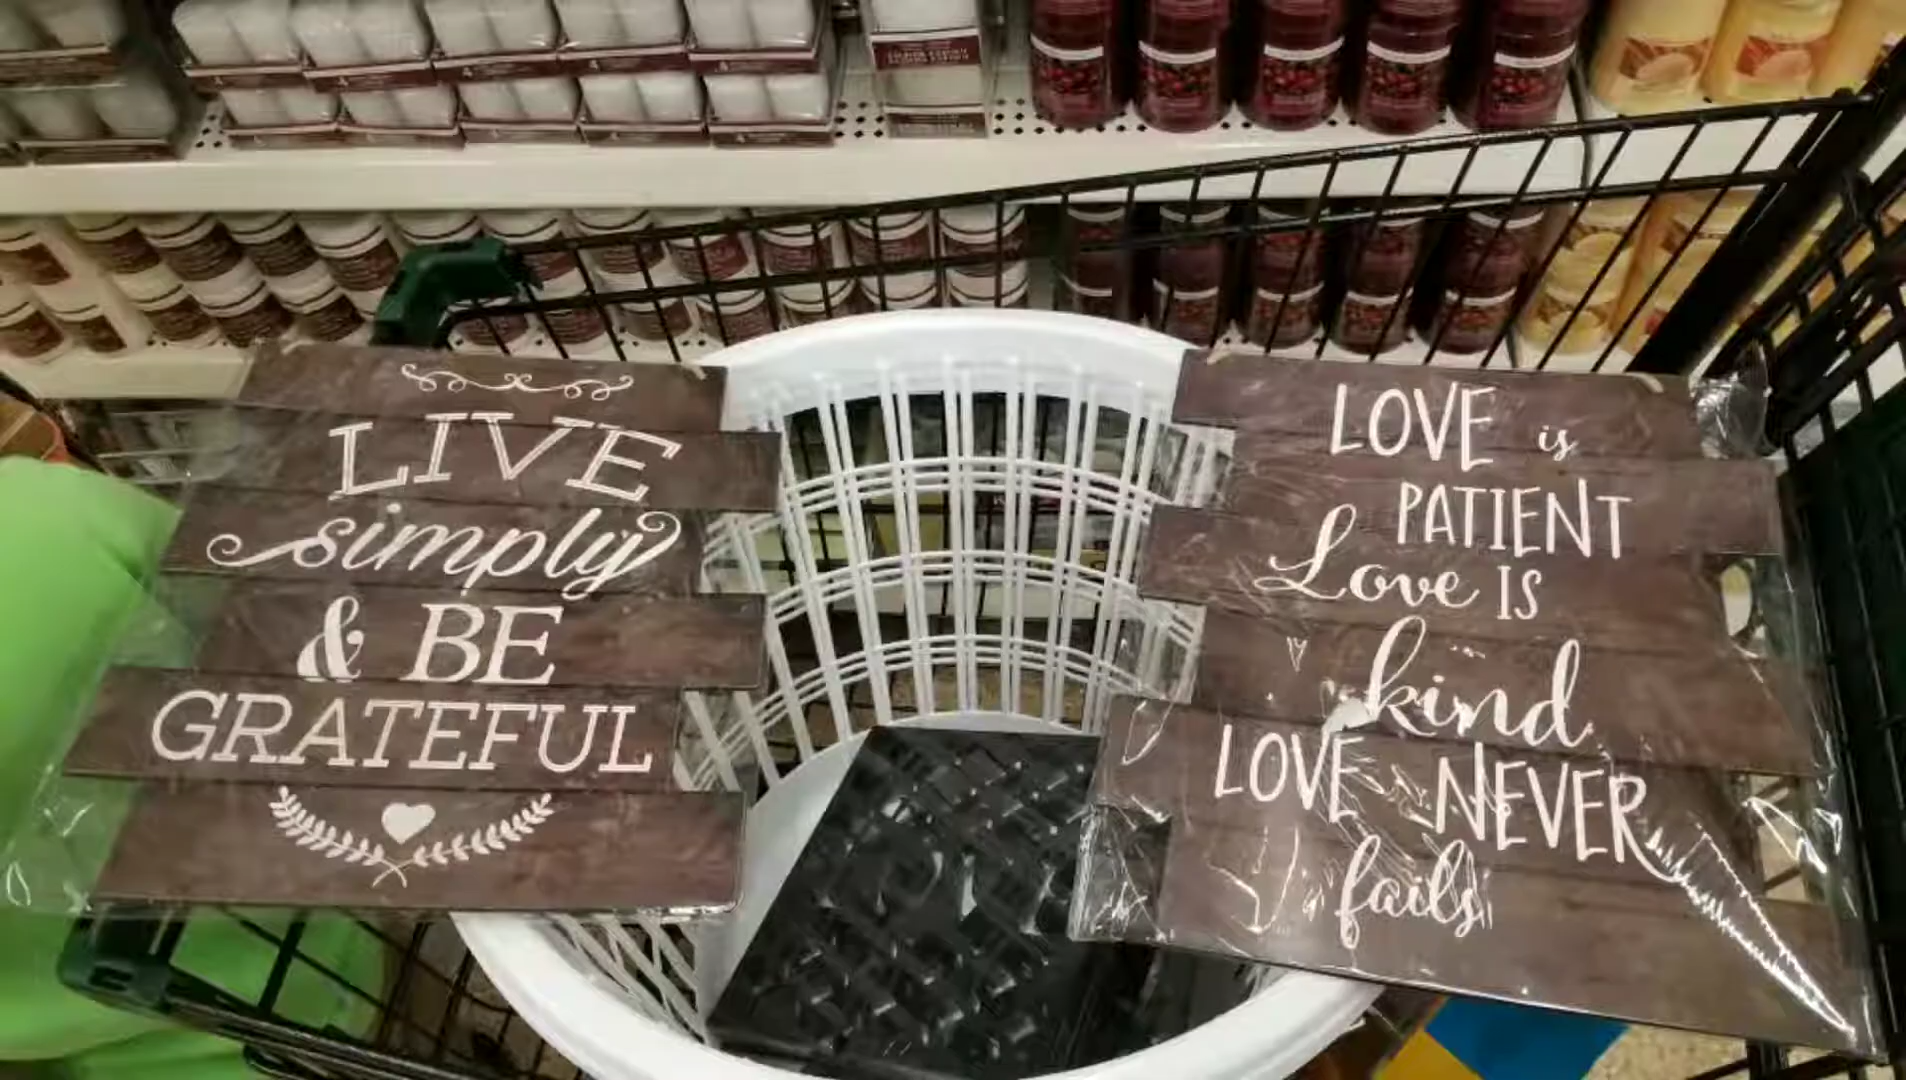 LIVE
simply
& BE
GRATEFUL
LOVE is
PATIENT
Love IS
kind
LOVE NEVER
fails